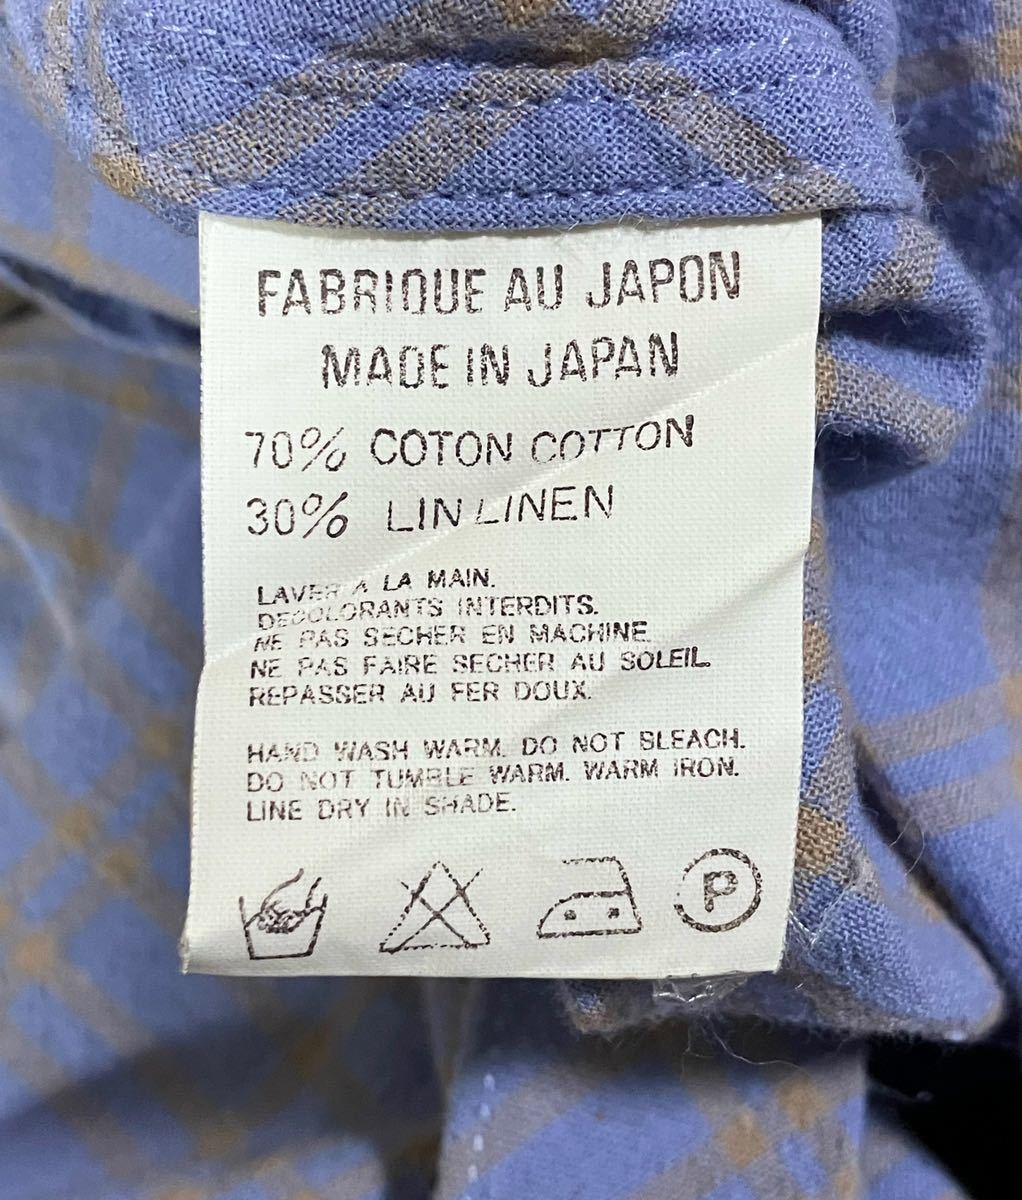 FABRIQUE AU JAPON
MADE IN JAPAN
70% COTON COTTON
30% LIN LINEN
LAVER A LA MAIN.
DECOLORANTS INTERDITS.
NE PAS SECHER EN MACHINE.
NE PAS FAIRE SECHER AU SOLEIL.
REPASSER AU FER DOUX.
HAND WASH WARM. DO NOT BLEACH.
DO NOT TUMBLE WARM. WARM IRON.
LINE DRY IN SHADE.
P